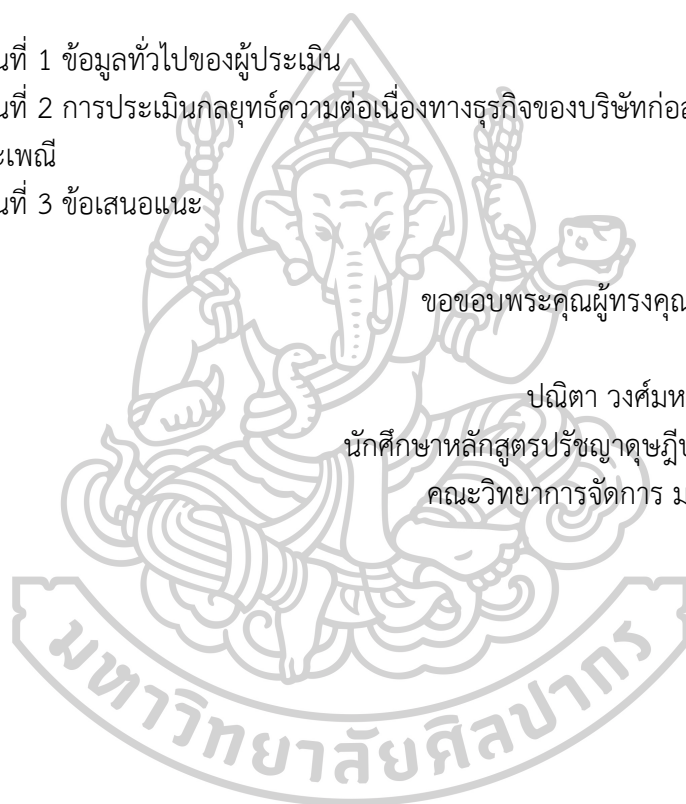 นที่ 1 ข้อมูลทั่วไปของผู้ประเมิน
นที่ 2 การประเมินกลยุทธ์ความต่อเนื่องทางธุรกิจของบริษัทก่อส
ะเพณี
นที่ 3 ข้อเสนอแนะ
ขอขอบพระคุณผู้ทรงคุณ
ปณิตา วงศ์มห
นักศึกษาหลักสูตรปรัชญาดุษฎีบ
คณะวิทยาการจัดการ ม
มหาวิทยาลัยศิลปากร